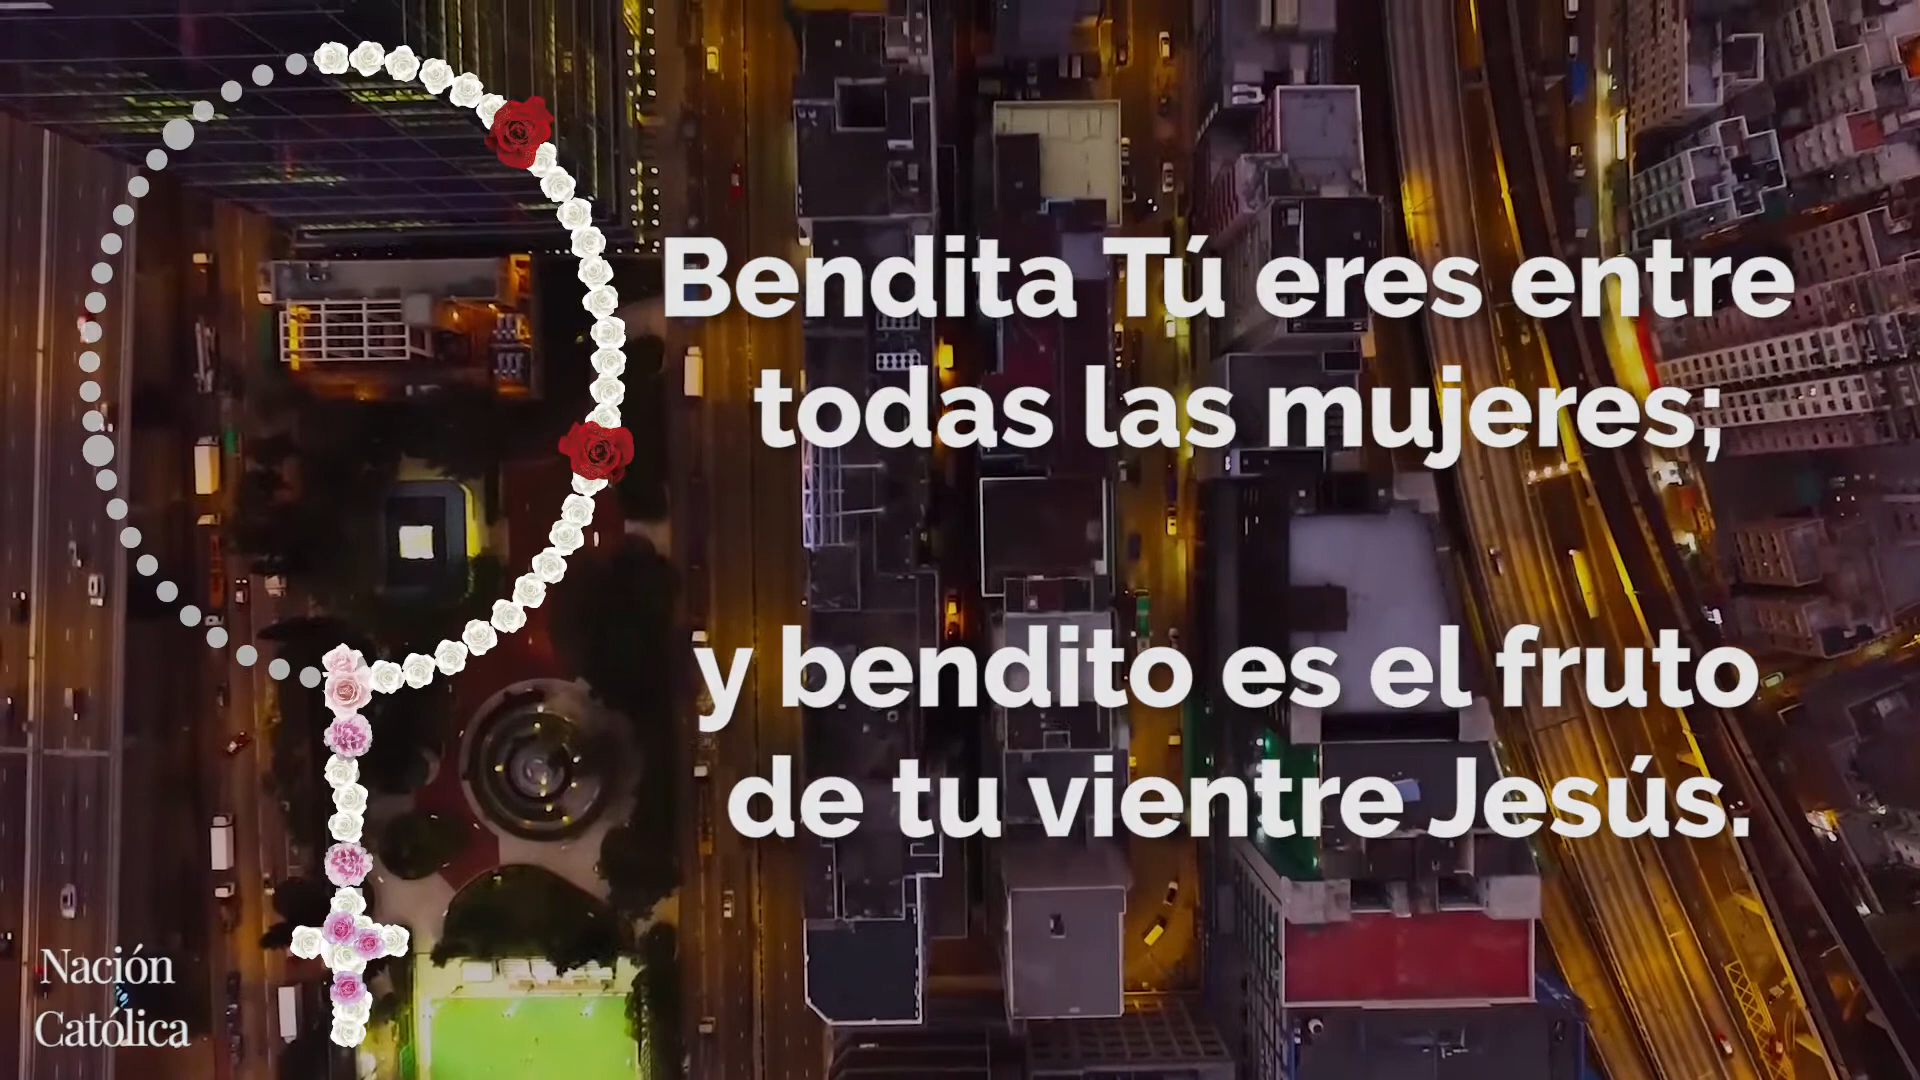 Bendita Tú eres entre
todas las mujeres;
y bendito es el fruto
de tu vientre Jesús.
Nación
Católica